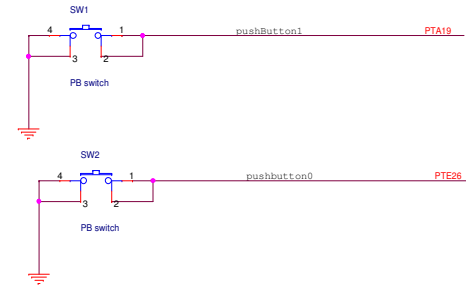 SW1
4 1 pushButton1 PTA19
3 2
PB switch
SW2
4 1 pushbutton0 PTE26
3 2
PB switch